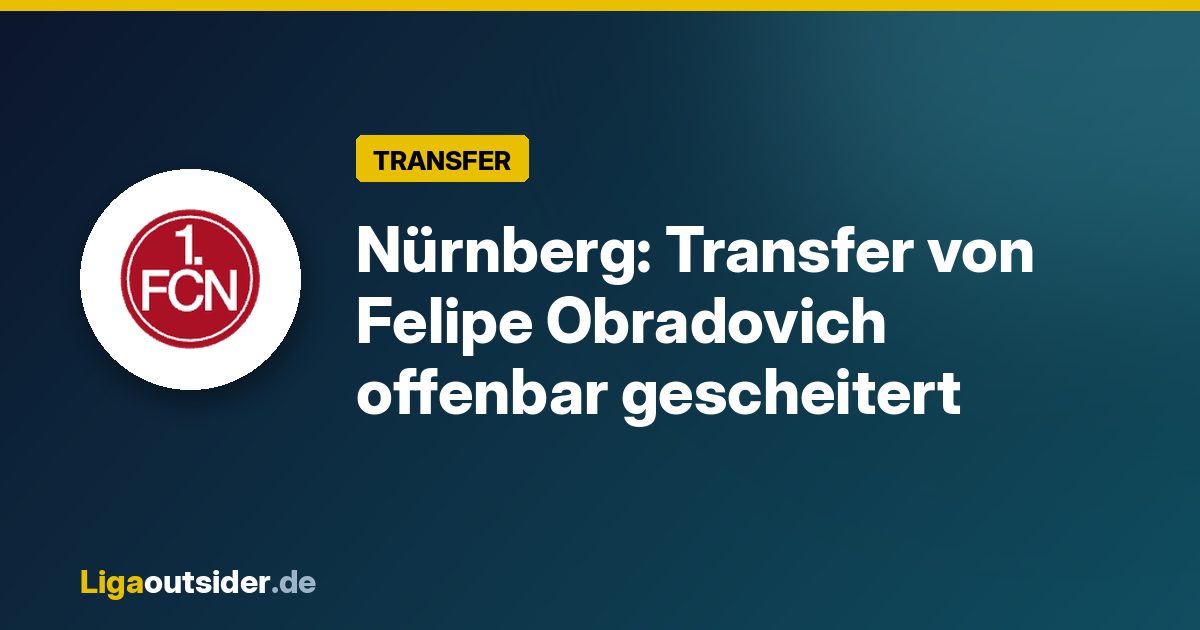 TRANSFER
1.
FCN
Nürnberg: Transfer von
Felipe Obradovich
offenbar gescheitert
Ligaoutsider.de